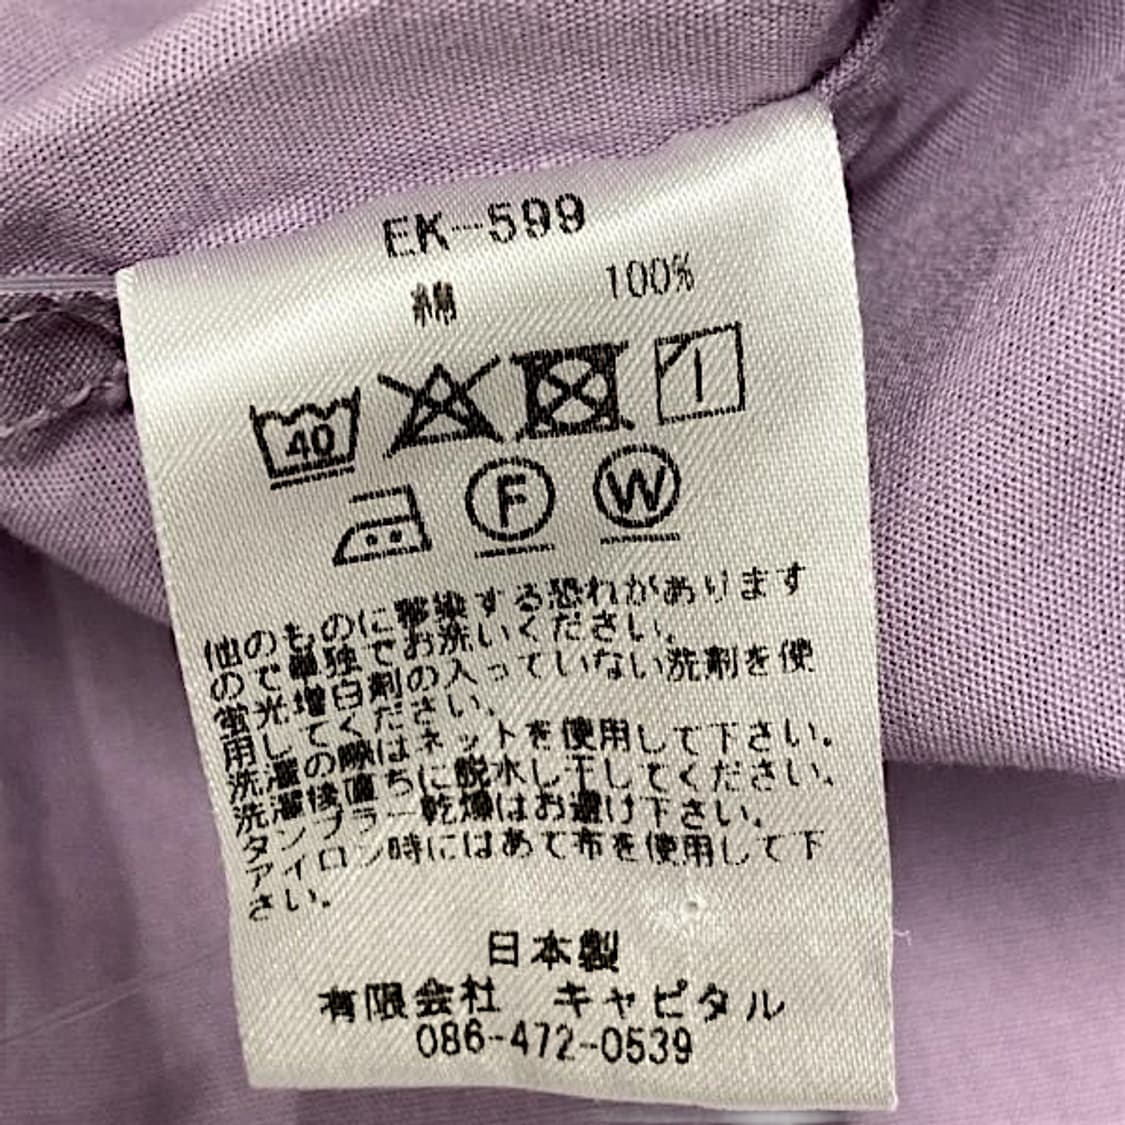 EK-599
綿 100%
40
F W
他のものに移染する恐れがあります
ので単独でお洗いください。
蛍光増白剤の入っていない洗剤を使
用してください。
洗濯の際はネットを使用して下さい。
洗濯後直ちに脱水し干してください。
タンブラー乾燥はお避け下さい。
アイロン時にはあて布を使用して下
さい。
日本製
有限会社 キャピタル
086-472-0539